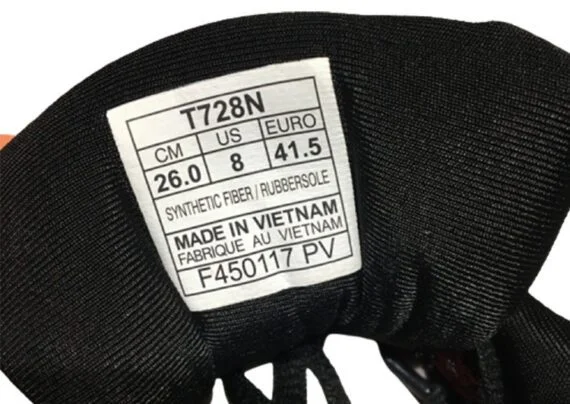 T728N
CM US EURO
26.0 8 41.5
SYNTHETIC FIBER / RUBBERSOLE
MADE IN VIETNAM
FABRIQUE AU VIETNAM
F450117 PV